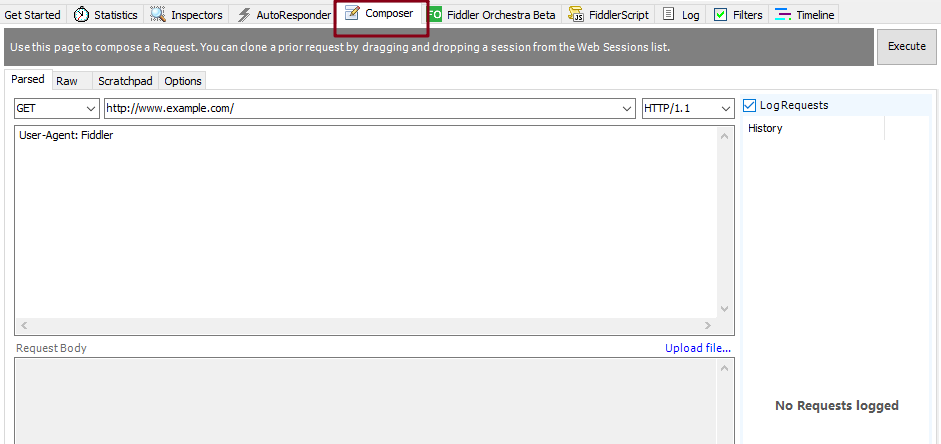 Get Started Statistics Inspectors AutoResponder Composer FO Fiddler Orchestra Beta JS FiddlerScript Log Filters Timeline
Use this page to compose a Request. You can clone a prior request by dragging and dropping a session from the Web Sessions list.
Execute
Parsed Raw Scratchpad Options
GET http://www.example.com/ HTTP/1.1
Log Requests
User-Agent: Fiddler
History
Request Body Upload file...
No Requests logged